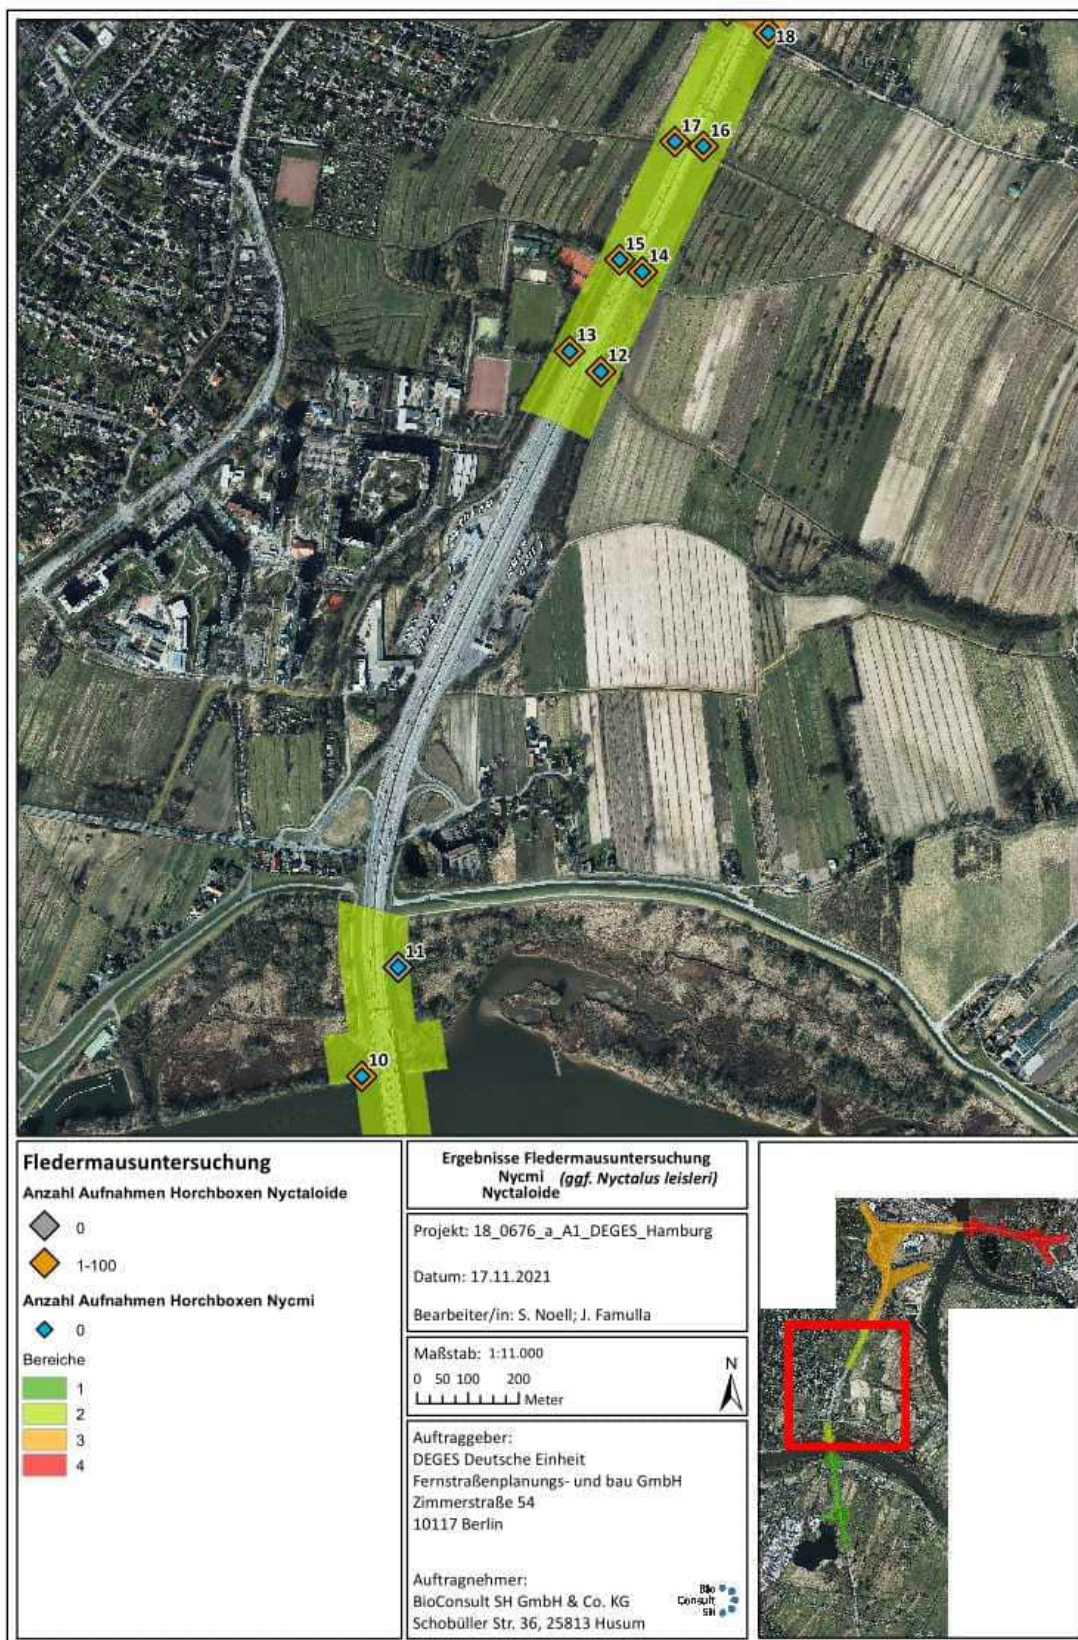 18
17
16
15
14
13
12
11
10
Fledermausuntersuchung
Anzahl Aufnahmen Horchboxen Nyctaloide
0
1-100
Anzahl Aufnahmen Horchboxen Nycmi
0
Bereiche
1
2
3
4
Ergebnisse Fledermausuntersuchung
Nycmi (ggf. Nyctalus leisleri)
Nyctaloide
Projekt: 18_0676_a_A1_DEGES_Hamburg
Datum: 17.11.2021
Bearbeiter/in: S. Noell; J. Famulla
Maßstab: 1:11.000
0 50 100 200
Meter
N
Auftraggeber:
DEGES Deutsche Einheit
Fernstraßenplanungs- und bau GmbH
Zimmerstraße 54
10117 Berlin
Auftragnehmer:
BioConsult SH GmbH & Co. KG
Schobüller Str. 36, 25813 Husum
Bio
Consult
SH